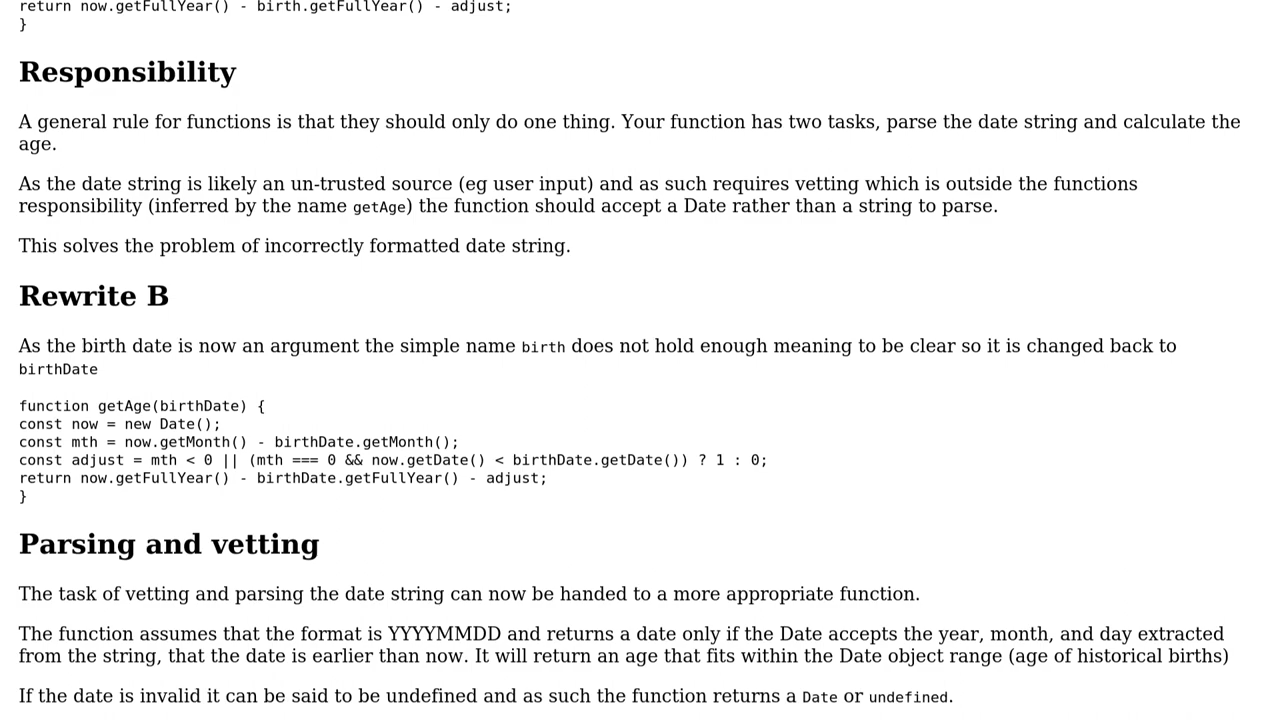 return now.getFullYear() - birth.getFullYear() - adjust;
}
Responsibility
A general rule for functions is that they should only do one thing. Your function has two tasks, parse the date string and calculate the
age.
As the date string is likely an un-trusted source (eg user input) and as such requires vetting which is outside the functions
responsibility (inferred by the name getAge) the function should accept a Date rather than a string to parse.
This solves the problem of incorrectly formatted date string.
Rewrite B
As the birth date is now an argument the simple name birth does not hold enough meaning to be clear so it is changed back to
birthDate
function getAge(birthDate) {
const now = new Date();
const mth = now.getMonth() - birthDate.getMonth();
const adjust = mth < 0 || (mth === 0 && now.getDate() < birthDate.getDate()) ? 1 : 0;
return now.getFullYear() - birthDate.getFullYear() - adjust;
}
Parsing and vetting
The task of vetting and parsing the date string can now be handed to a more appropriate function.
The function assumes that the format is YYYYMMDD and returns a date only if the Date accepts the year, month, and day extracted
from the string, that the date is earlier than now. It will return an age that fits within the Date object range (age of historical births)
If the date is invalid it can be said to be undefined and as such the function returns a Date or undefined.